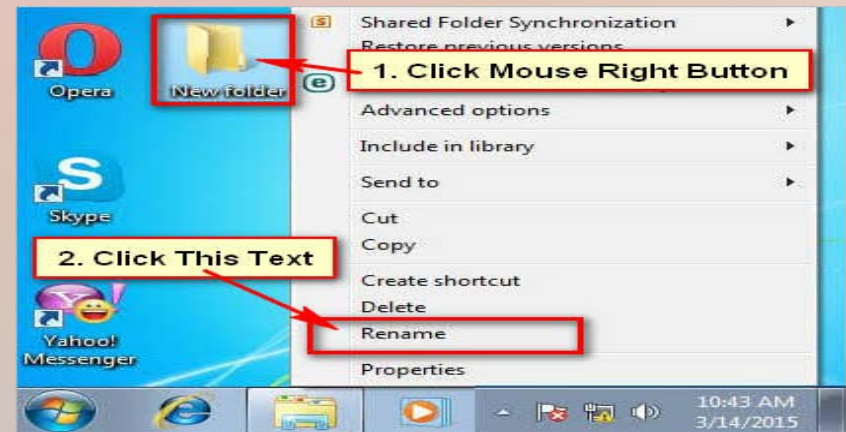 Shared Folder Synchronization
Restore previous versions
1. Click Mouse Right Button
Opera
New folder
Advanced options
Include in library
Send to
Skype
Cut
Copy
2. Click This Text
Create shortcut
Delete
Rename
Yahoo!
Messenger
Properties
10:43 AM
3/14/2015